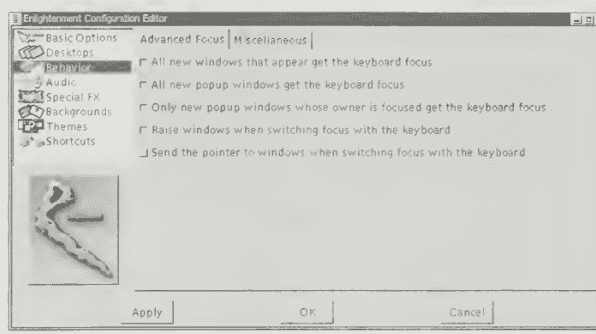 Enlightenment Configuration Editor
Basic Options
Desktops
Behavior
Audio
Special FX
Backgrounds
Themes
Shortcuts
Advanced Focus
Miscellaneous
All new windows that appear get the keyboard focus
All new popup windows get the keyboard focus
Only new popup windows whose owner is focused get the keyboard focus
Raise windows when switching focus with the keyboard
Send the pointer to windows when switching focus with the keyboard
Apply
OK
Cancel